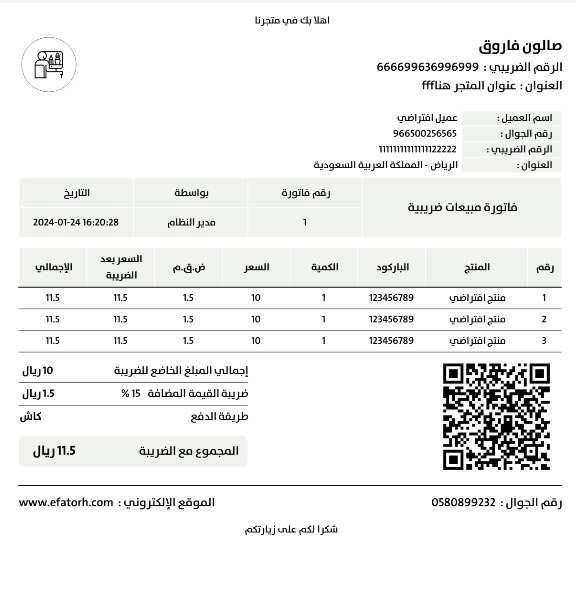 اهلا بك في متجرنا
صالون فاروق
الرقم الضريبي : 666699636996999
العنوان : عنوان المتجر هناffff
اسم العميل : عميل افتراضي
رقم الجوال : 966500256565
الرقم الضريبي : 1111111111111122222
العنوان : الرياض - المملكة العربية السعودية
فاتورة مبيعات ضريبية
رقم فاتورة بواسطة التاريخ
1 مدير النظام 2024-01-24 16:20:28
رقم المنتج الباركود الكمية السعر ض.ق.م السعر بعد الضريبة الإجمالي
1 منتج افتراضي 123456789 1 10 1.5 11.5 11.5
2 منتج افتراضي 123456789 1 10 1.5 11.5 11.5
3 منتج افتراضي 123456789 1 10 1.5 11.5 11.5
إجمالي المبلغ الخاضع للضريبة 10 ريال
ضريبة القيمة المضافة 15 % 1.5 ريال
طريقة الدفع كاش
المجموع مع الضريبة 11.5 ريال
رقم الجوال : 0580899232
الموقع الإلكتروني : www.efatorh.com
شكرا لكم على زيارتكم